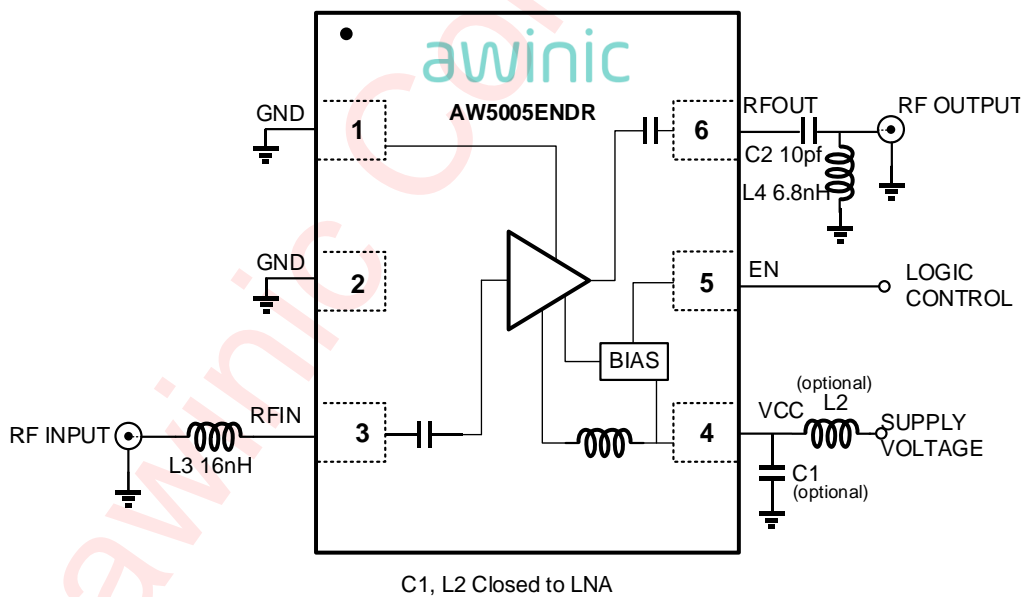 awinic
AW5005ENDR
GND
1
GND
2
RF INPUT
L3 16nH
RFIN
3
BIAS
6
RFOUT
C2 10pf
L4 6.8nH
RF OUTPUT
5
EN
LOGIC
CONTROL
4
VCC
(optional)
L2
SUPPLY
VOLTAGE
C1
(optional)
C1, L2 Closed to LNA
awinic Co